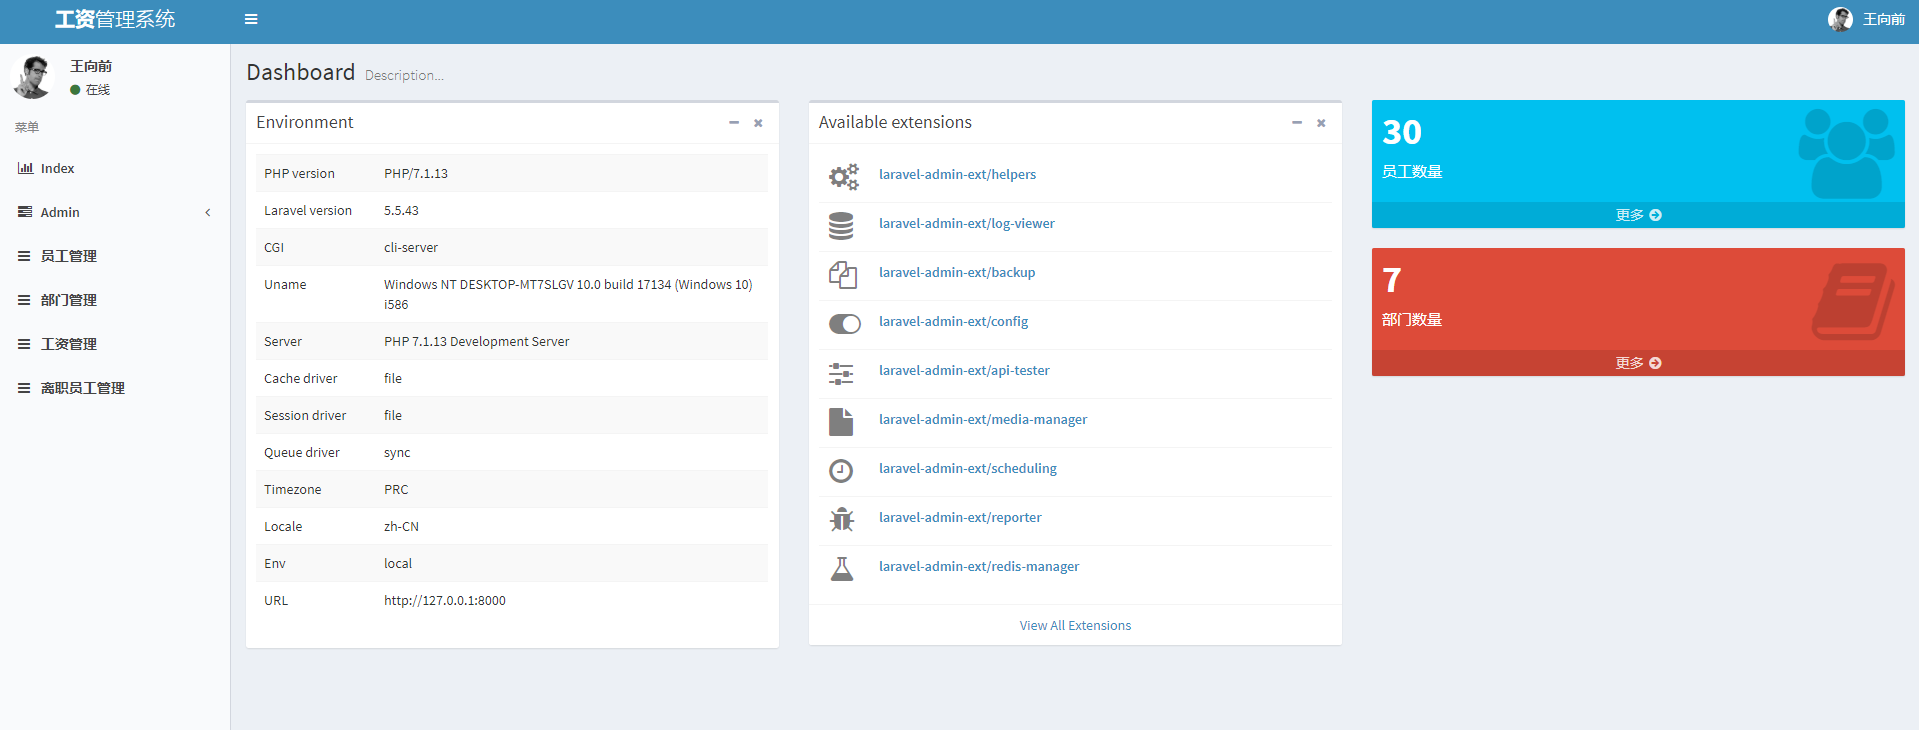 工资管理系统
王向前
王向前
在线
菜单
Index
Admin
员工管理
部门管理
工资管理
离职员工管理
Dashboard Description...
Environment
PHP version PHP/7.1.13
Laravel version 5.5.43
CGI cli-server
Uname Windows NT DESKTOP-MT7SLGV 10.0 build 17134 (Windows 10)
i586
Server PHP 7.1.13 Development Server
Cache driver file
Session driver file
Queue driver sync
Timezone PRC
Locale zh-CN
Env local
URL http://127.0.0.1:8000
Available extensions
laravel-admin-ext/helpers
laravel-admin-ext/log-viewer
laravel-admin-ext/backup
laravel-admin-ext/config
laravel-admin-ext/api-tester
laravel-admin-ext/media-manager
laravel-admin-ext/scheduling
laravel-admin-ext/reporter
laravel-admin-ext/redis-manager
View All Extensions
30
员工数量
更多
7
部门数量
更多